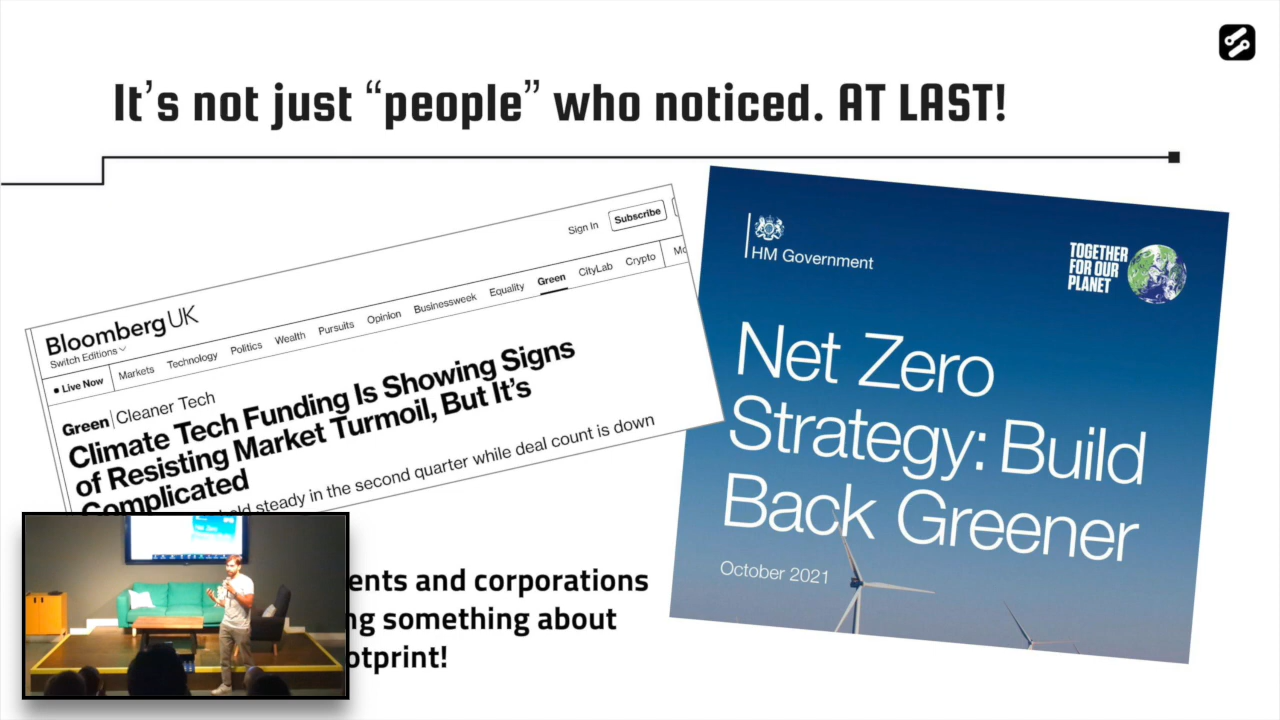 It's not just “people” who noticed. AT LAST!
Sign In
Subscribe
Bloomberg UK
Switch Editions
Live Now
Markets
Technology
Politics
Wealth
Pursuits
Opinion
Businessweek
Equality
Green
CityLab
Crypto
Green | Cleaner Tech
Climate Tech Funding Is Showing Signs
of Resisting Market Turmoil, But It's
Complicated
steady in the second quarter while deal count is down
HM Government
TOGETHER
FOR OUR
PLANET
Net Zero
Strategy: Build
Back Greener
October 2021
and corporations
something about